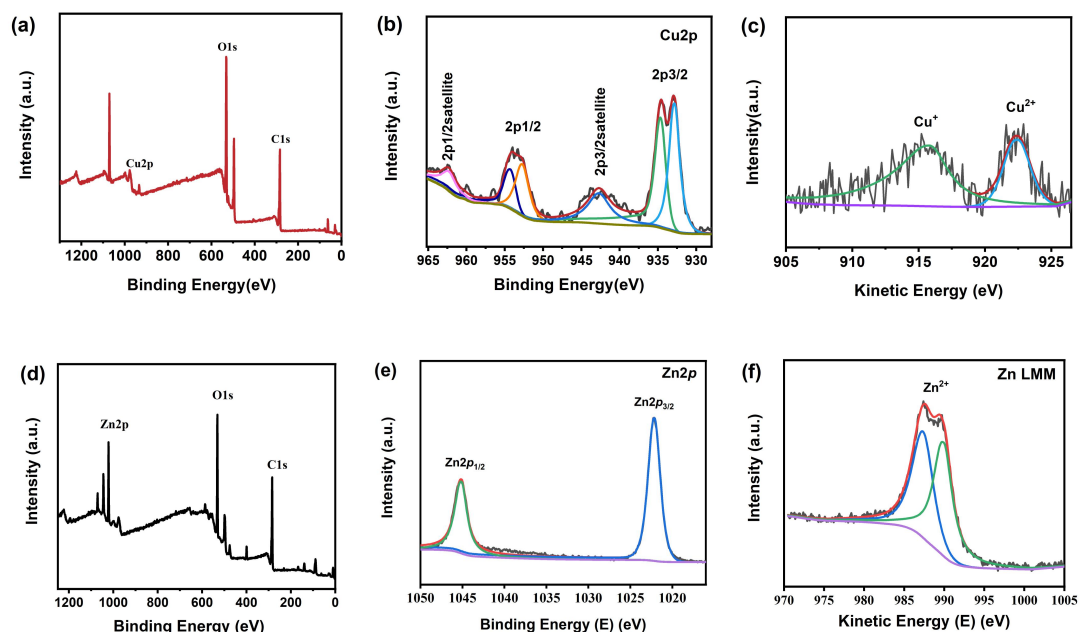 (a)
O1s
Cu2p
C1s
Intensity (a.u.)
1200 1000 800 600 400 200 0
Binding Energy(eV)
(b)
Cu2p
2p1/2satellite
2p1/2
2p3/2satellite
2p3/2
Intensity(a.u.)
965 960 955 950 945 940 935 930
Binding Energy(eV)
(c)
Cu⁺
Cu²⁺
Intensity(a.u.)
905 910 915 920 925
Kinetic Energy (eV)
(d)
O1s
Zn2p
C1s
Intensity (a.u.)
1200 1000 800 600 400 200 0
Binding Energy (eV)
(e)
Zn2p
Zn2p₃/₂
Zn2p₁/₂
Intensity (a.u.)
1050 1045 1040 1035 1030 1025 1020
Binding Energy (E) (eV)
(f)
Zn LMM
Zn²⁺
Intensity (a.u.)
970 975 980 985 990 995 1000 1005
Kinetic Energy (E) (eV)